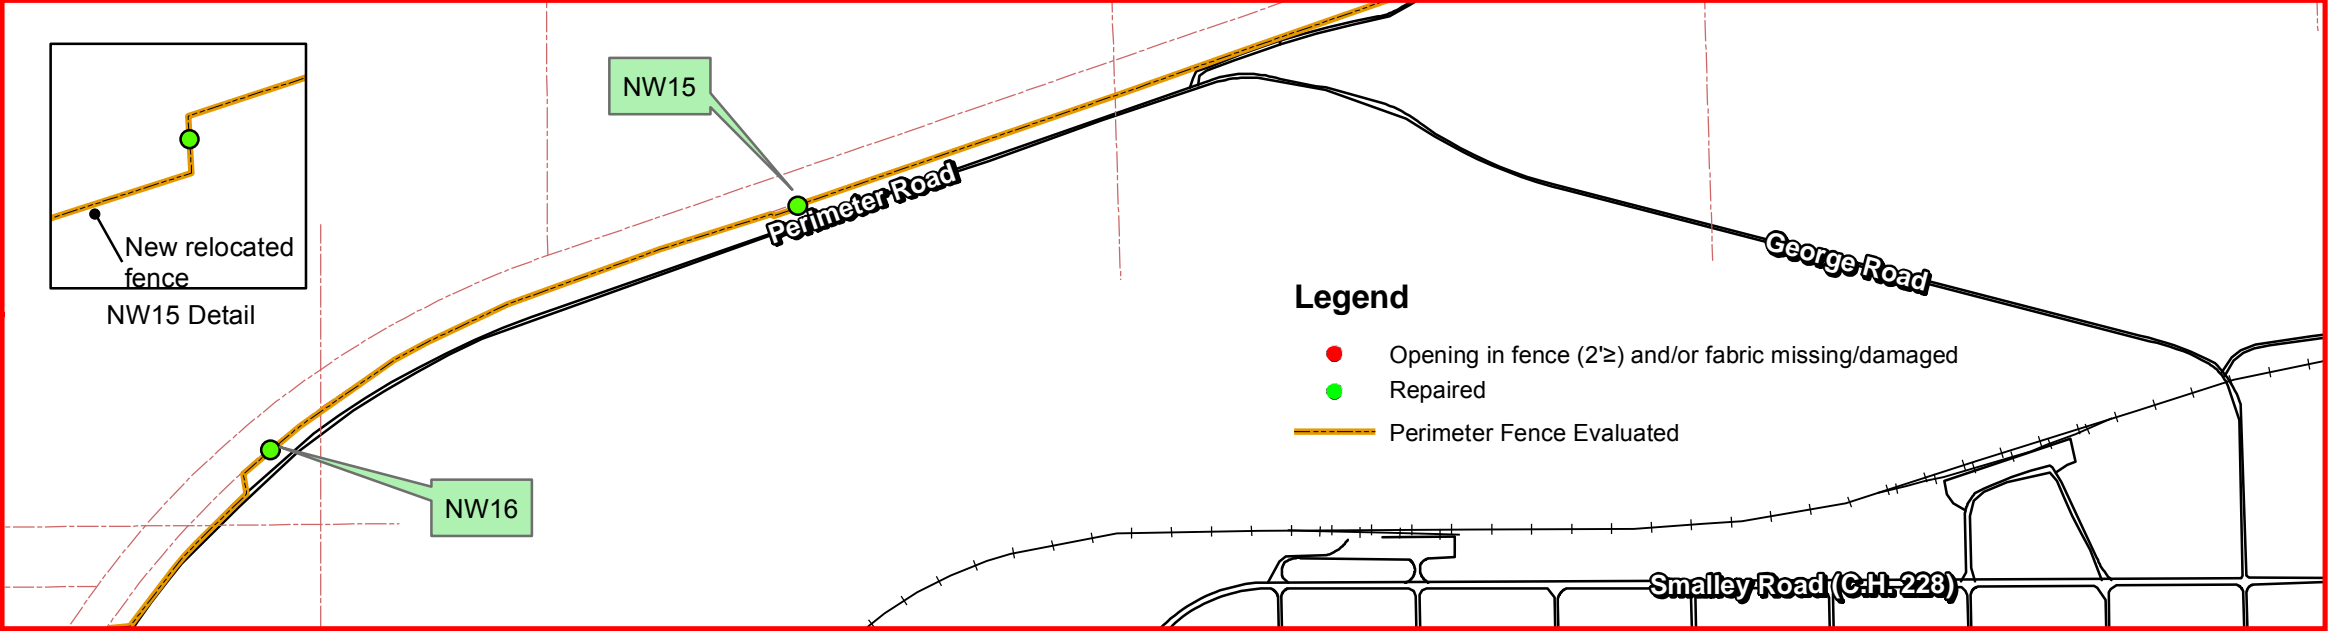 NW15
New relocated
fence
NW15 Detail
Perimeter Road
George Road
NW16
Legend
Opening in fence (2'≥) and/or fabric missing/damaged
Repaired
Perimeter Fence Evaluated
Smalley Road (C.H. 228)